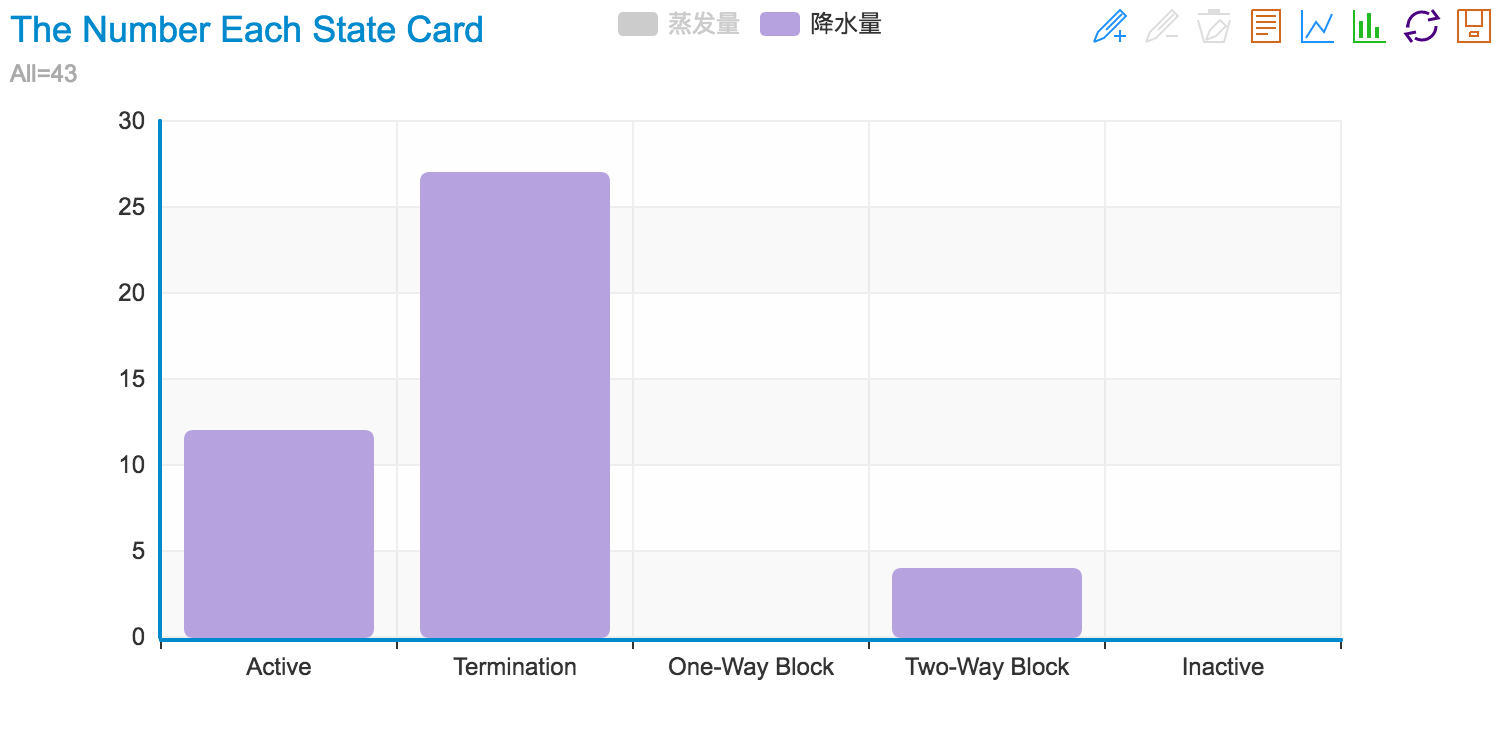 The Number Each State Card
蒸发量 降水量
All=43
30
25
20
15
10
5
0
Active Termination One-Way Block Two-Way Block Inactive